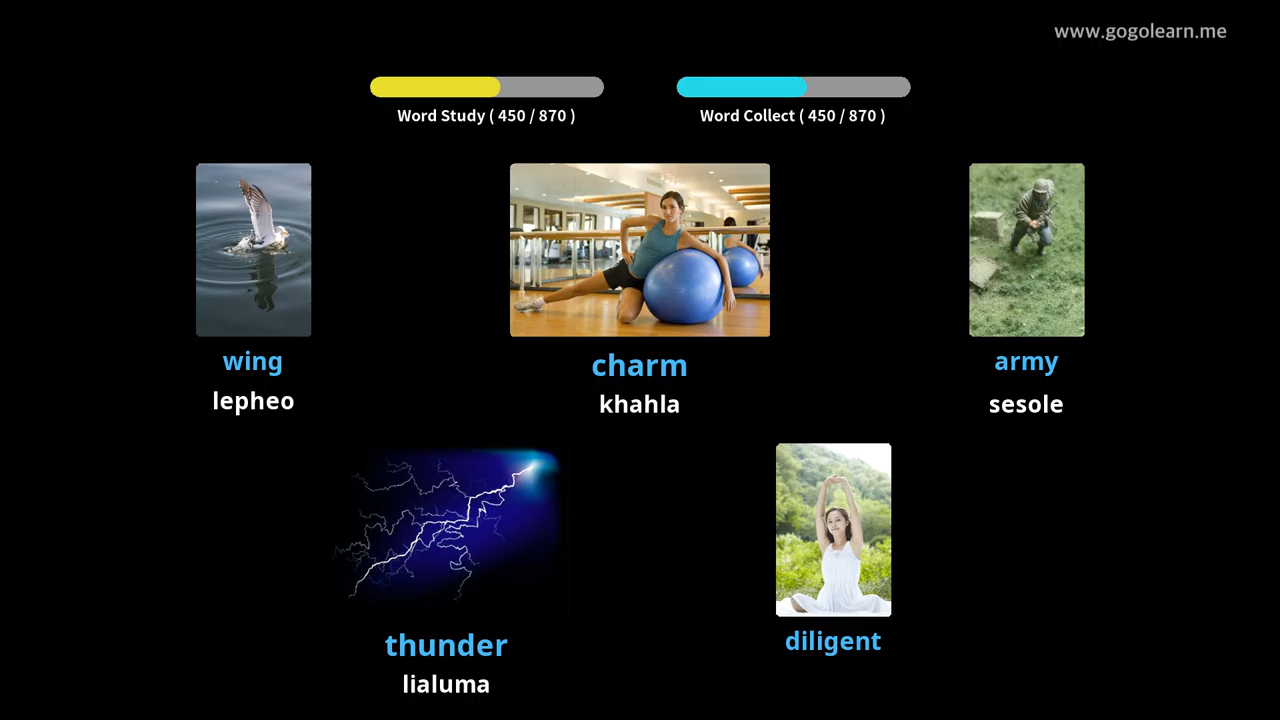 www.gogolearn.me
Word Study ( 450 / 870 )
Word Collect ( 450 / 870 )
wing
lepheo
charm
khahla
army
sesole
thunder
lialuma
diligent